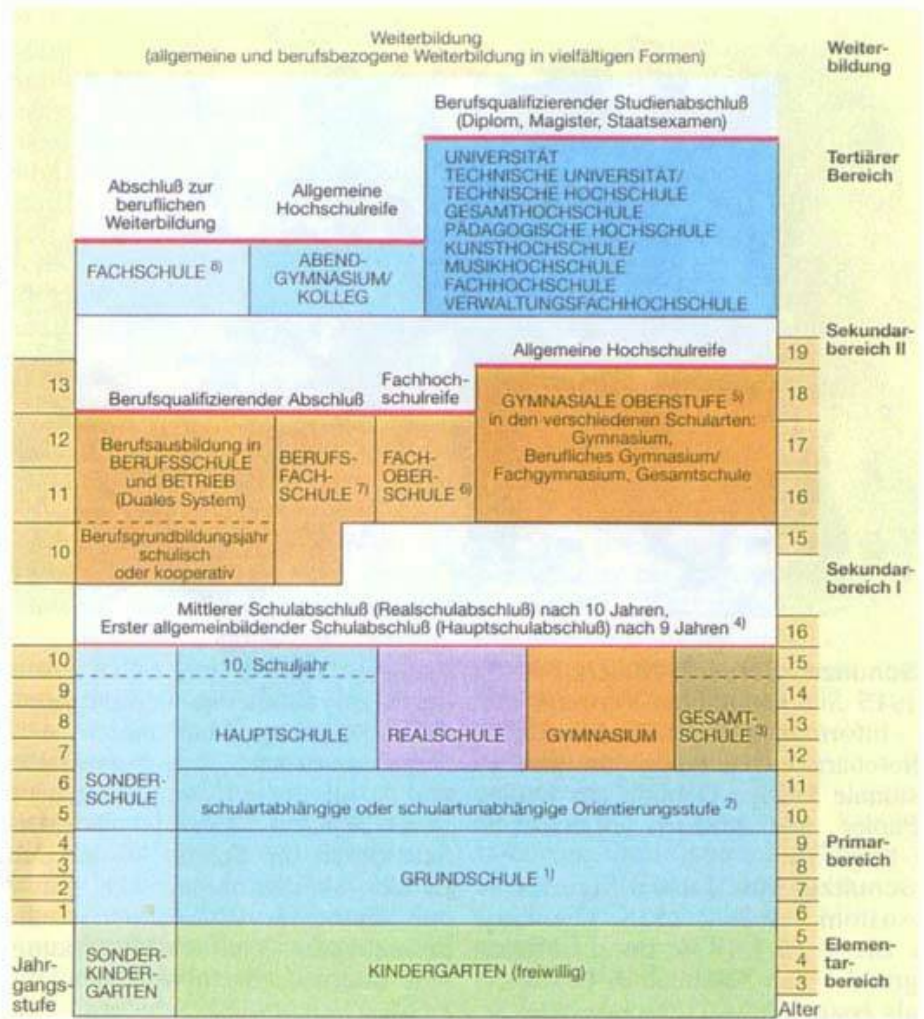 Weiterbildung
(allgemeine und berufsbezogene Weiterbildung in vielfältigen Formen)
Weiter-
bildung
Berufsqualifizierender Studienabschluß
(Diplom, Magister, Staatsexamen)
Tertiärer
Bereich
Abschluß zur
beruflichen
Weiterbildung
Allgemeine
Hochschulreife
UNIVERSITÄT
TECHNISCHE UNIVERSITÄT/
TECHNISCHE HOCHSCHULE
GESAMTHOCHSCHULE
PÄDAGOGISCHE HOCHSCHULE
KUNSTHOCHSCHULE/
MUSIKHOCHSCHULE
FACHHOCHSCHULE
VERWALTUNGSFACHHOCHSCHULE
FACHSCHULE 8)
ABEND-
GYMNASIUM/
KOLLEG
Sekundar-
bereich II
Allgemeine Hochschulreife
19
13
Berufsqualifizierender Abschluß
Fachhoch-
schulreife
18
GYMNASIALE OBERSTUFE 5)
in den verschiedenen Schularten:
Gymnasium,
Berufliches Gymnasium/
Fachgymnasium, Gesamtschule
12
11
Berufsausbildung in
BERUFSSCHULE
und BETRIEB
(Duales System)
BERUFS-
FACH-
SCHULE 7)
FACH-
OBER-
SCHULE 6)
17
16
10
Berufsgrundbildungsjahr
schulisch
oder kooperativ
15
Sekundar-
bereich I
Mittlerer Schulabschluß (Realschulabschluß) nach 10 Jahren,
Erster allgemeinbildender Schulabschluß (Hauptschulabschluß) nach 9 Jahren 4)
16
10
10. Schuljahr
15
9
14
8
HAUPTSCHULE
REALSCHULE
GYMNASIUM
GESAMT-
SCHULE 3)
13
7
12
6
SONDER-
SCHULE
11
5
schulartabhängige oder schulartunabhängige Orientierungsstufe 2)
10
4
9
Primar-
bereich
3
8
2
GRUNDSCHULE 1)
7
1
6
5
4
3
Elemen-
tar-
bereich
Jahr-
gangs-
stufe
SONDER-
KINDER-
GARTEN
KINDERGARTEN (freiwillig)
Alter